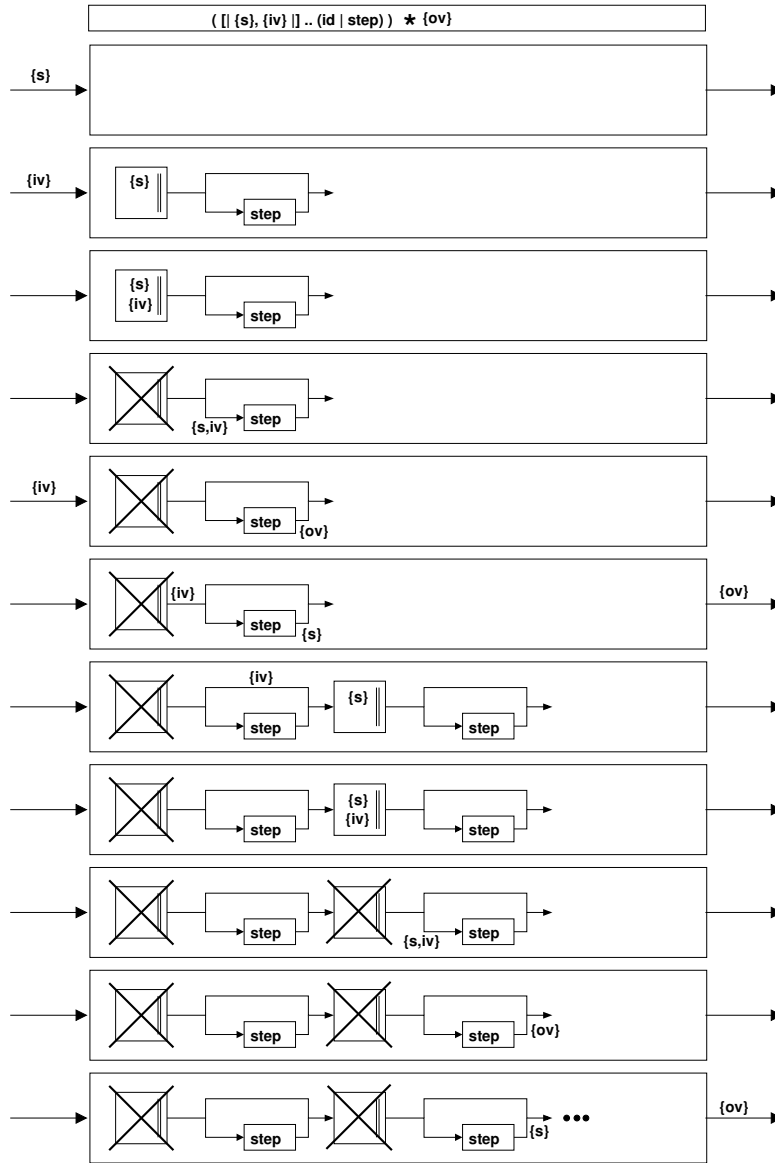 ( [| {s}, {iv} |] .. (id | step) ) * {ov}
{s}
{iv} {s}
step
{s}
{iv} step
{s,iv} step
{iv}
step {ov}
{iv} {ov}
step {s}
{iv} {s}
step step
{s}
{iv}
step step
step {s,iv} step
step step {ov}
{ov}
step step {s} •••